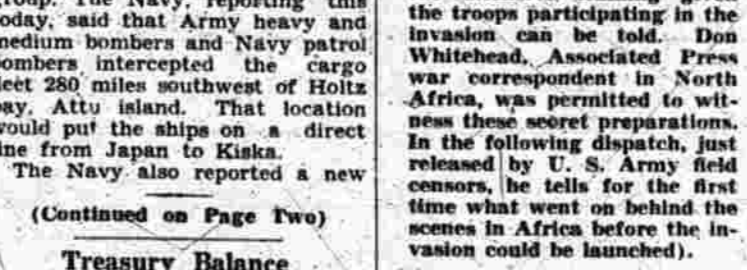 today, said that Army heavy and
medium bombers and Navy patrol
bombers intercepted the cargo
fleet 280 miles southwest of Holtz
bay, Attu island. That location
would put the ships on a direct
line from Japan to Kiska.
The Navy also reported a new
(Continued on Page Two)
Treasury Balance
the troops participating in the
invasion can be told. Don
Whitehead, Associated Press
war correspondent in North
Africa, was permitted to wit-
ness these secret preparations.
In the following dispatch, just
released by U. S. Army field
censors, he tells for the first
time what went on behind the
scenes in Africa before the in-
vasion could be launched).